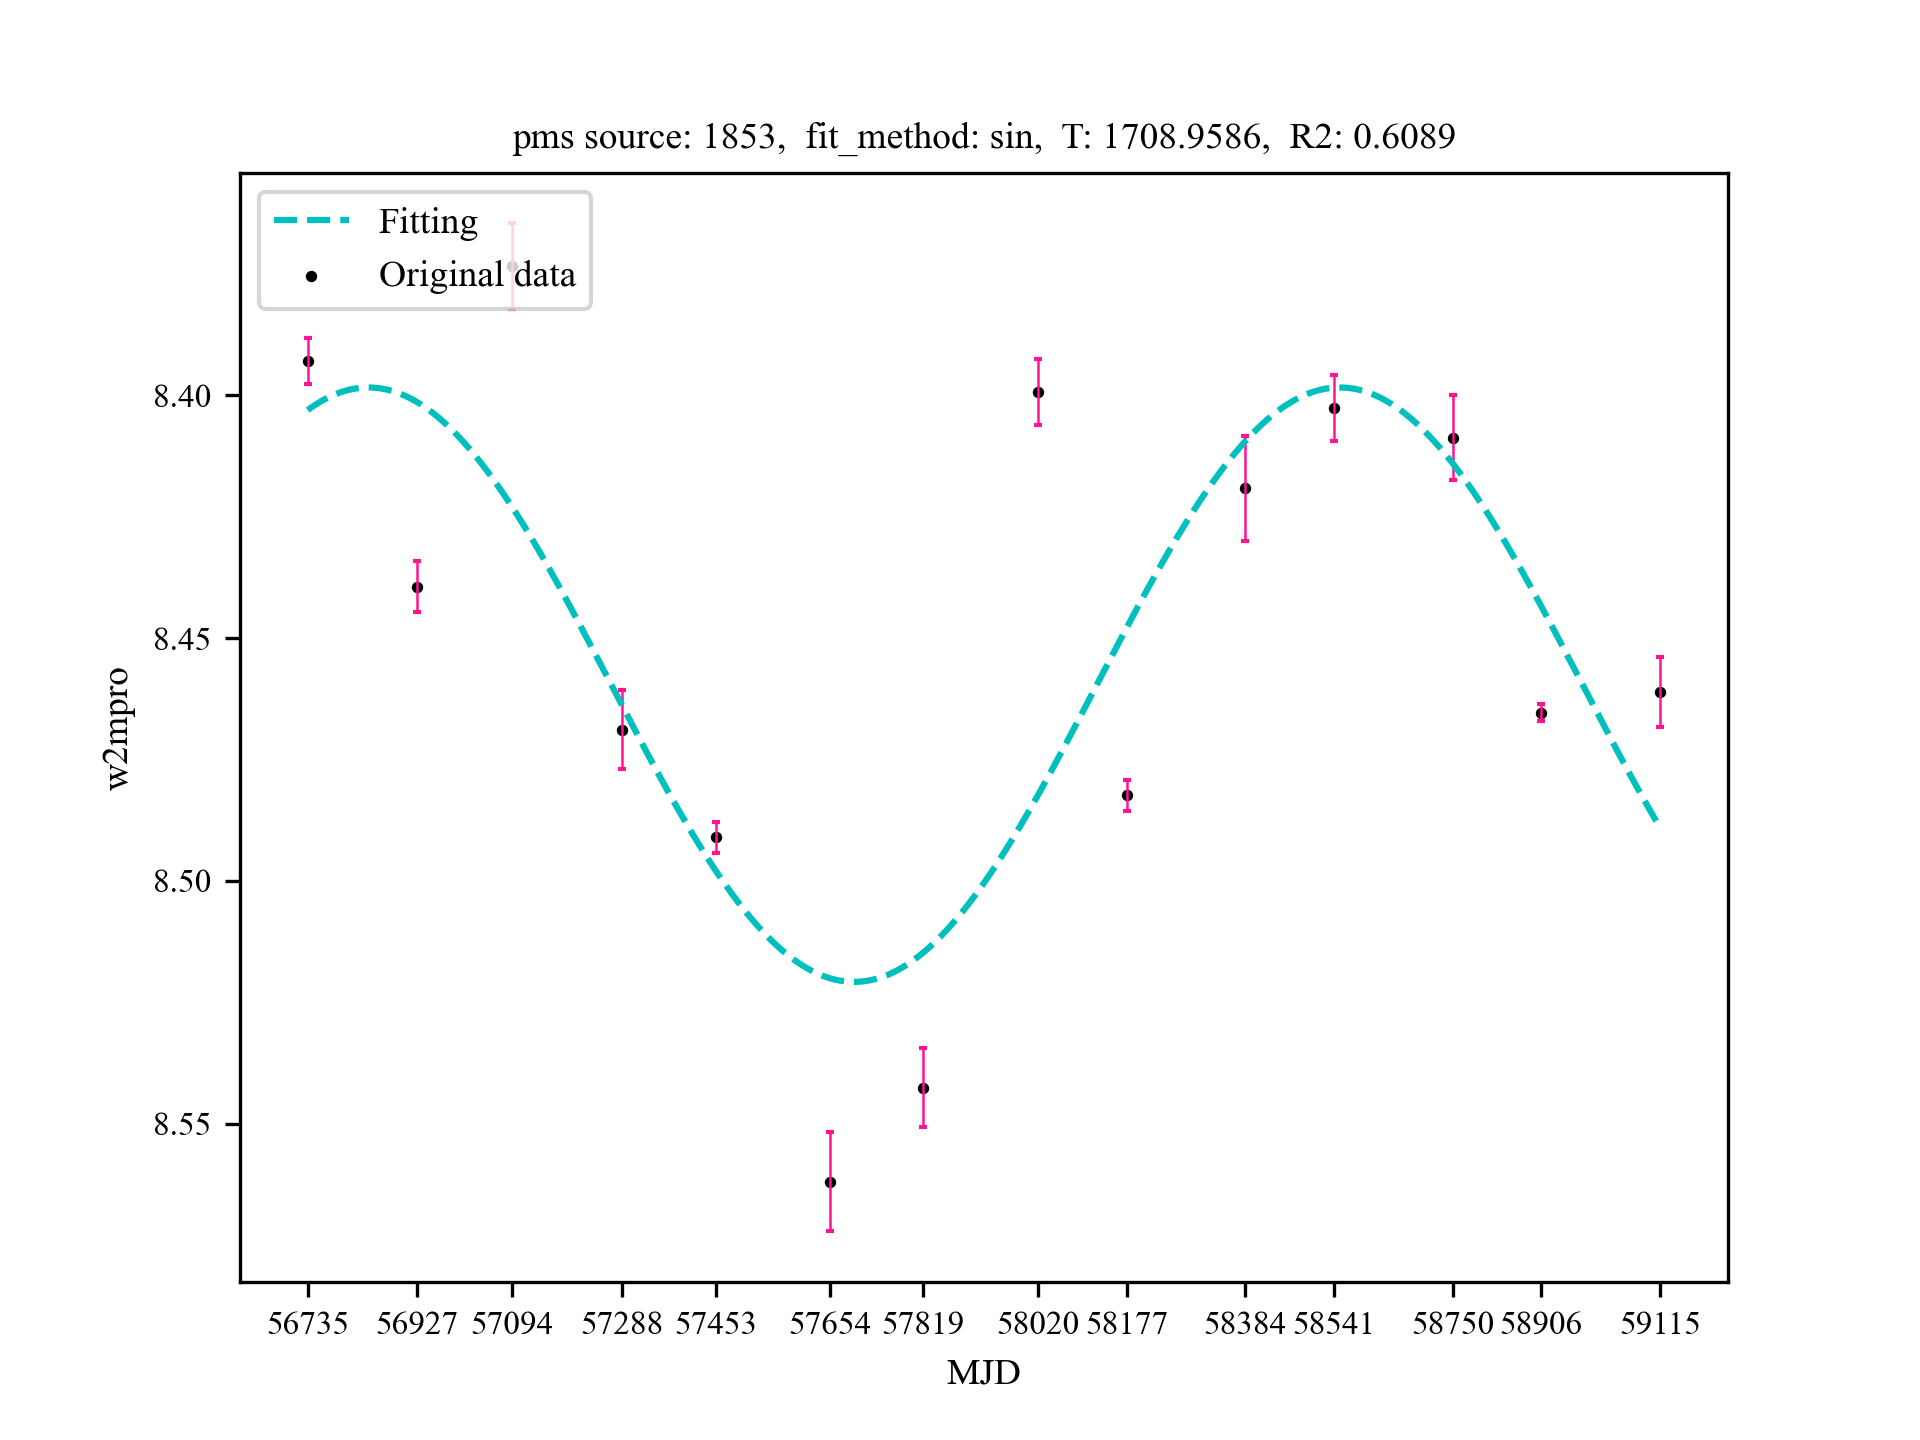 pms source: 1853, fit_method: sin, T: 1708.9586, R2: 0.6089
Fitting
Original data
8.40
8.45
8.50
8.55
w2mpro
56735 56927 57094 57288 57453 57654 57819 58020 58177 58384 58541 58750 58906 59115
MJD